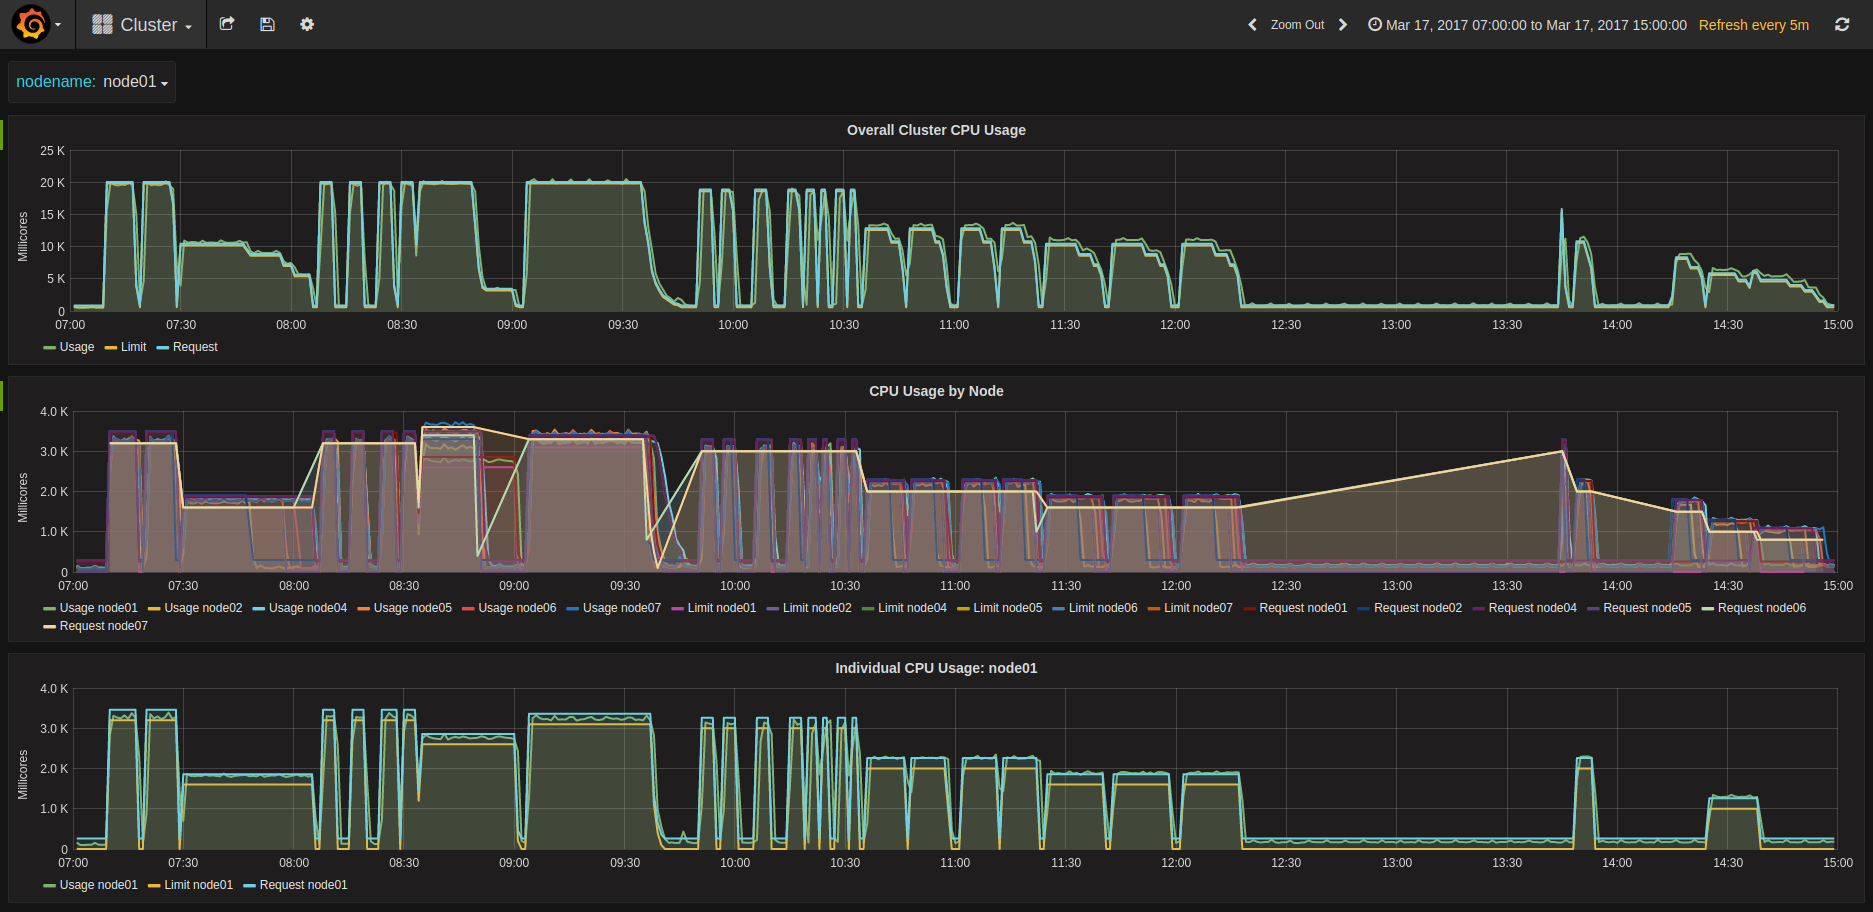 Cluster
Zoom Out
Mar 17, 2017 07:00:00 to Mar 17, 2017 15:00:00 Refresh every 5m
nodename: node01
Overall Cluster CPU Usage
Millicores
25 K
20 K
15 K
10 K
5 K
0
07:00 07:30 08:00 08:30 09:00 09:30 10:00 10:30 11:00 11:30 12:00 12:30 13:00 13:30 14:00 14:30 15:00
Usage Limit Request
CPU Usage by Node
Millicores
4.0 K
3.0 K
2.0 K
1.0 K
0
07:00 07:30 08:00 08:30 09:00 09:30 10:00 10:30 11:00 11:30 12:00 12:30 13:00 13:30 14:00 14:30 15:00
Usage node01 Usage node02 Usage node04 Usage node05 Usage node06 Usage node07 Limit node01 Limit node02 Limit node04 Limit node05 Limit node06 Limit node07 Request node01 Request node02 Request node04 Request node05 Request node06
Request node07
Individual CPU Usage: node01
Millicores
4.0 K
3.0 K
2.0 K
1.0 K
0
07:00 07:30 08:00 08:30 09:00 09:30 10:00 10:30 11:00 11:30 12:00 12:30 13:00 13:30 14:00 14:30 15:00
Usage node01 Limit node01 Request node01